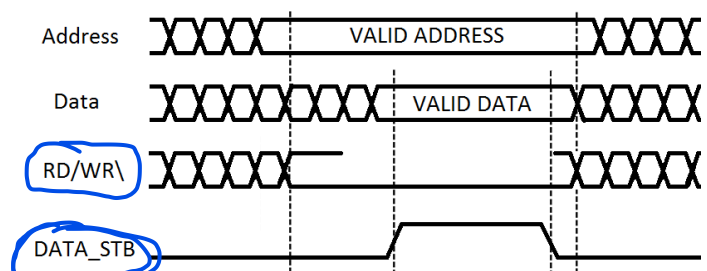 Address
VALID ADDRESS
Data
VALID DATA
RD/WR\
DATA_STB